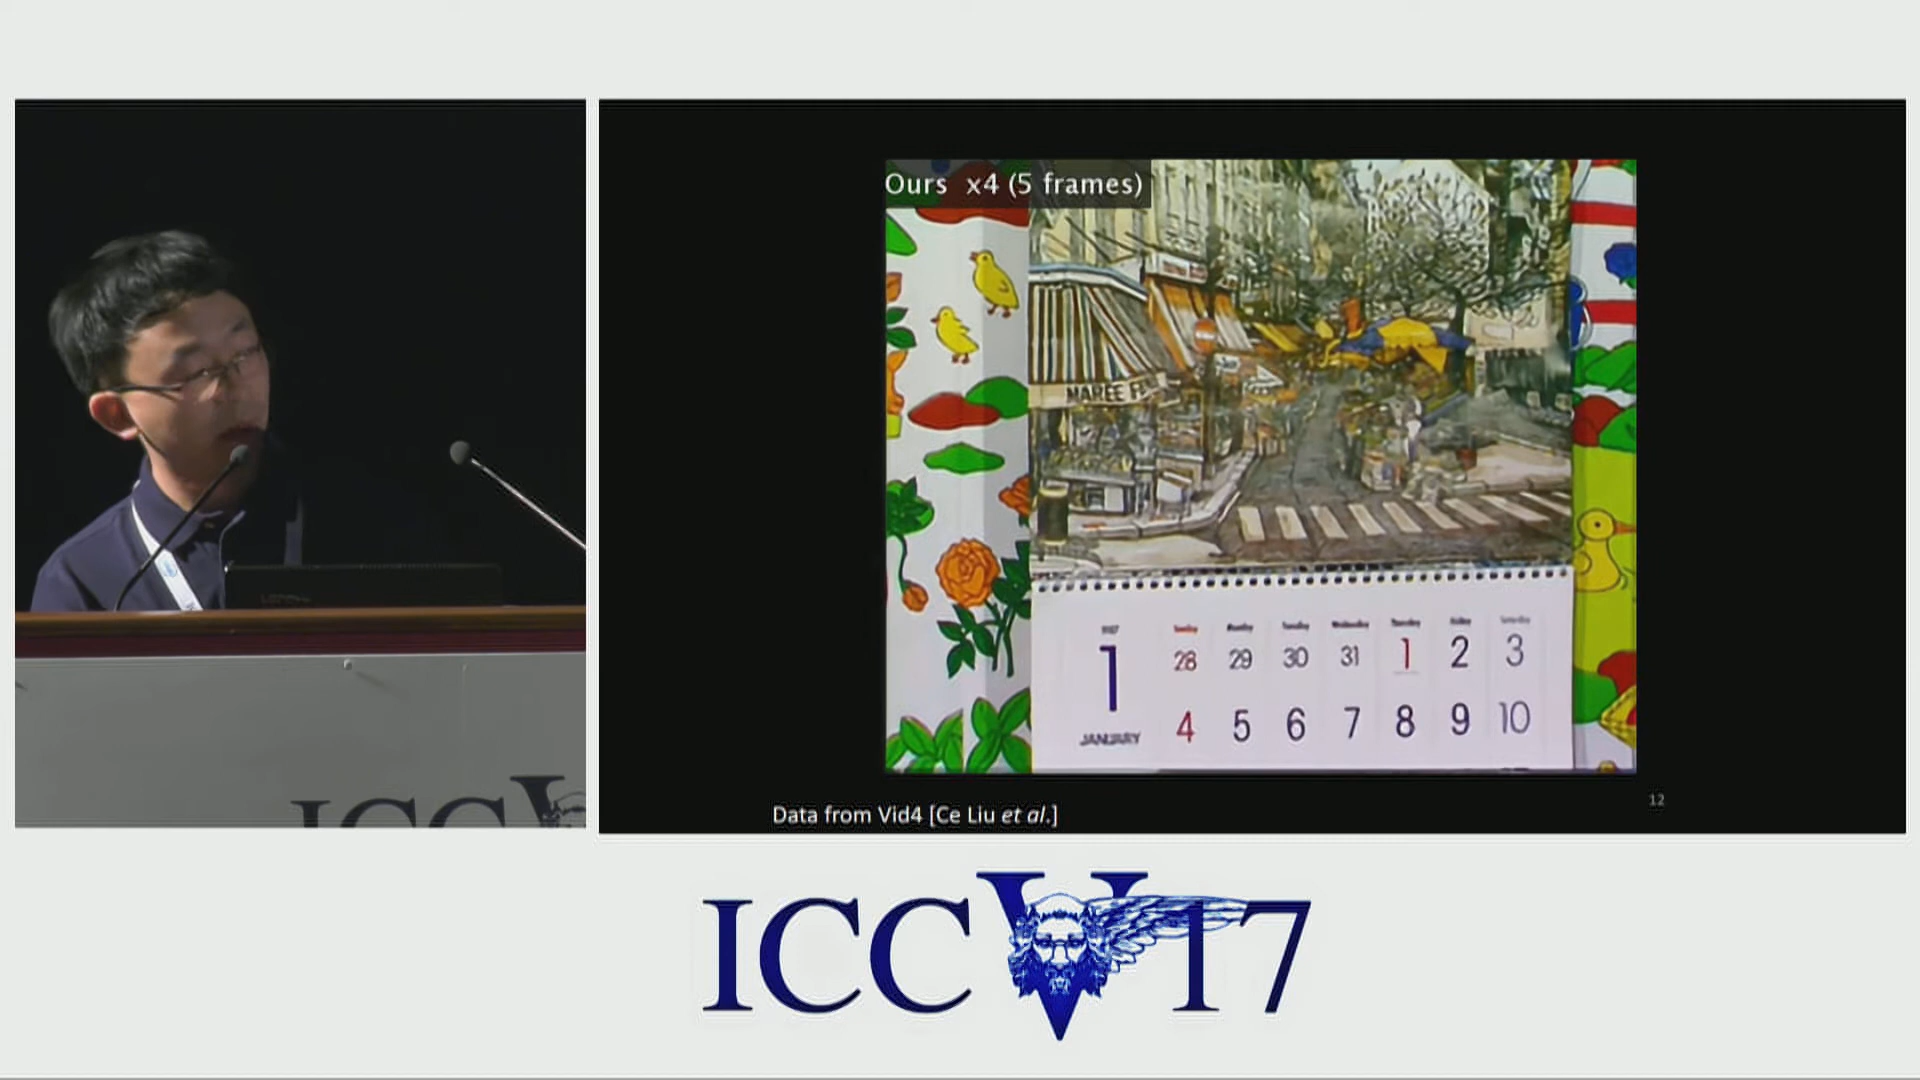 Ours x4 (5 frames)
MAREE
1
28 29 30 31 1 2 3
JANUARY
4 5 6 7 8 9 10
Data from Vid4 [Ce Liu et al.]
12
ICCV
ICCV17